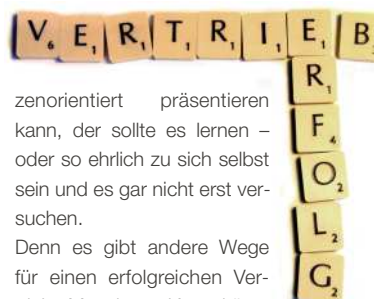 VERTRIEB
ERFOLG
zenorientiert präsentieren
kann, der sollte es lernen –
oder so ehrlich zu sich selbst
sein und es gar nicht erst ver-
suchen.
Denn es gibt andere Wege
für einen erfolgreichen Ver-